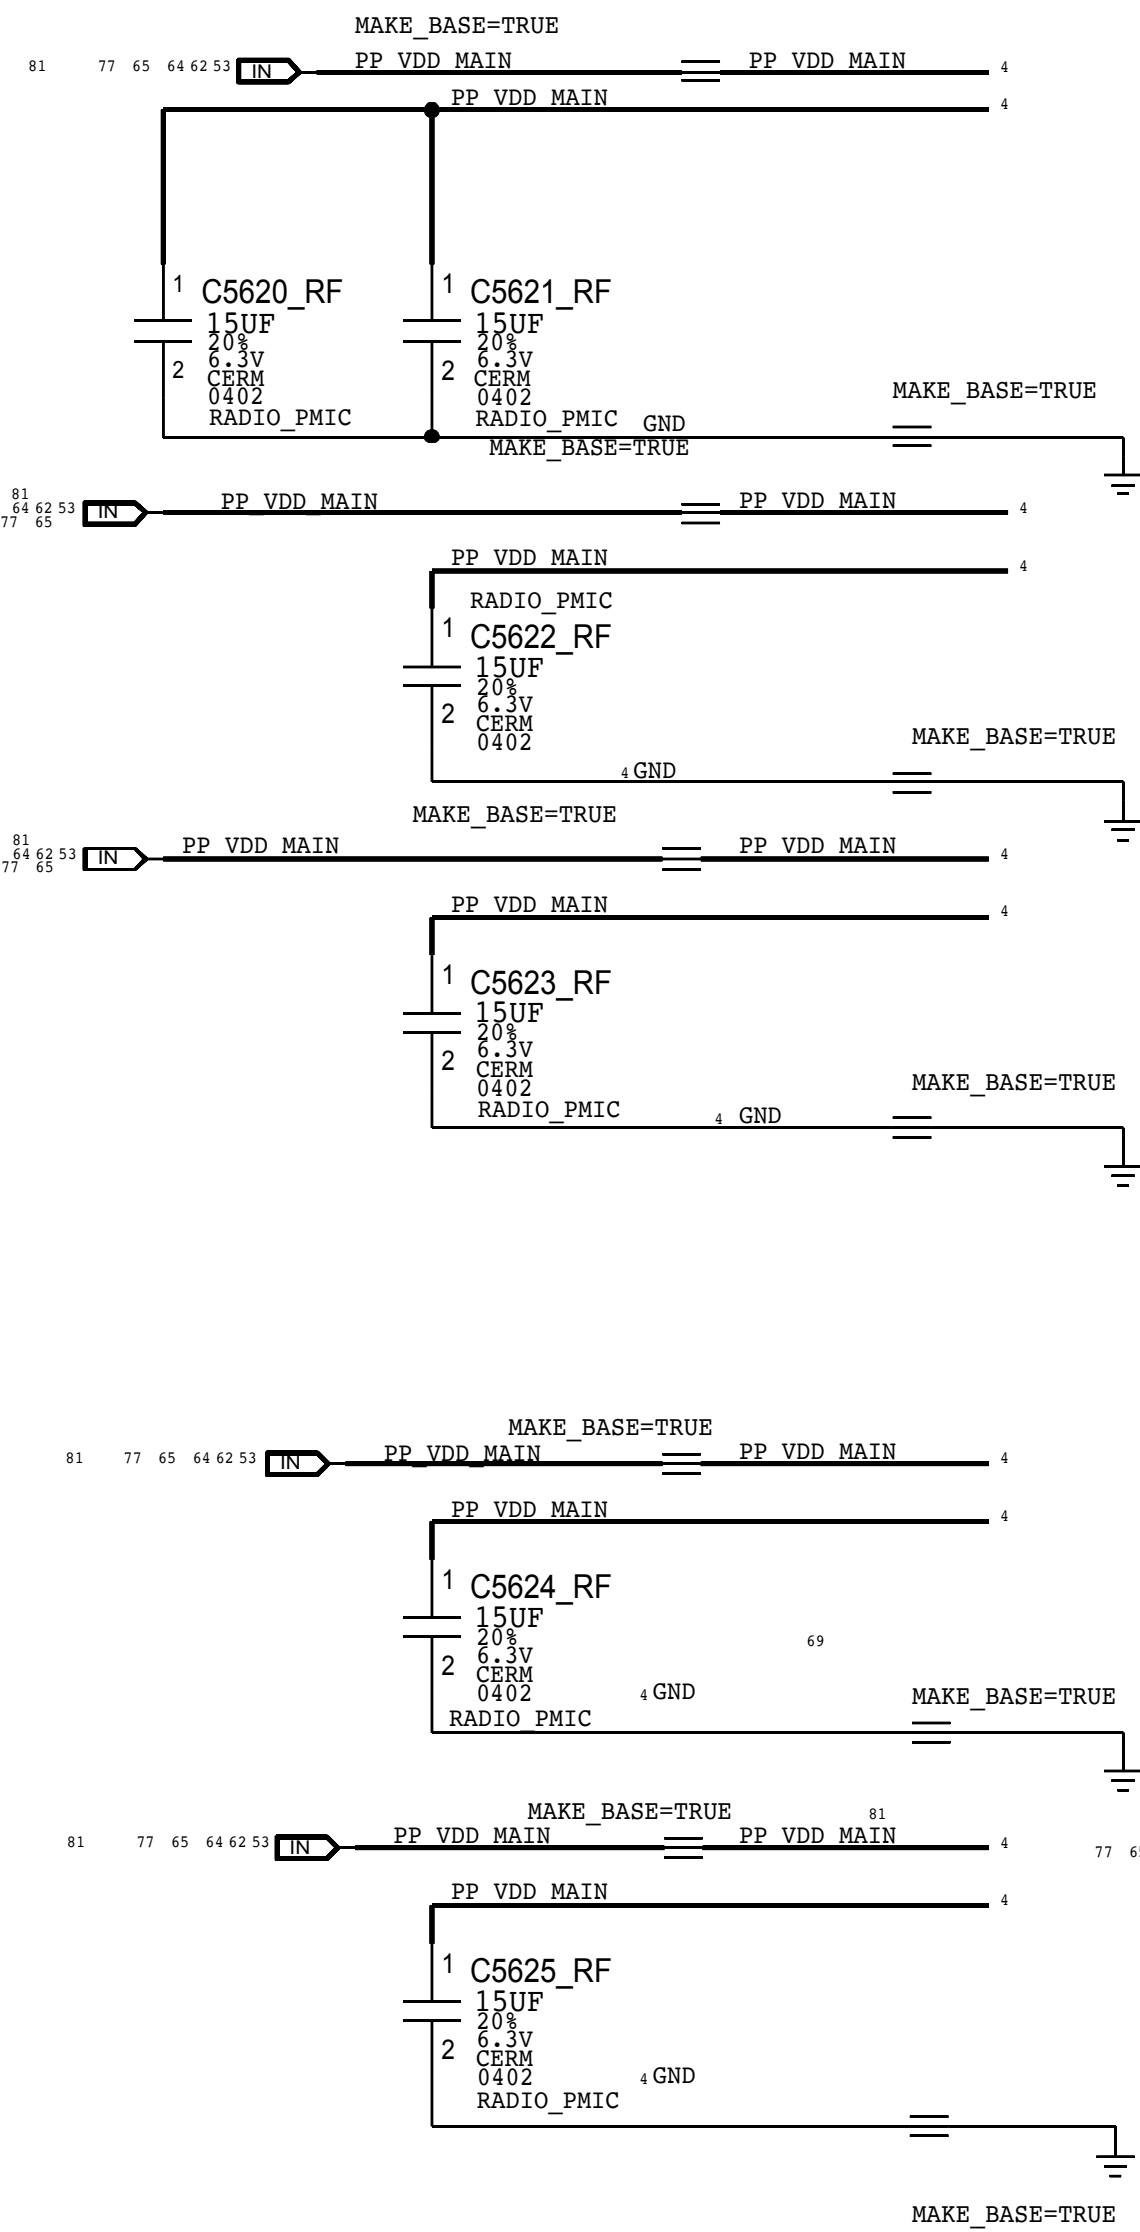 MAKE_BASE=TRUE
81 77 65 64 62 53 IN PP_VDD_MAIN PP_VDD_MAIN 4
PP_VDD_MAIN 4
1 C5620_RF 1 C5621_RF
15UF 15UF
20% 20%
6.3V 6.3V
2 CERM 2 CERM
0402 0402
MAKE_BASE=TRUE
RADIO_PMIC RADIO_PMIC GND
MAKE_BASE=TRUE
81
64 62 53 IN PP_VDD_MAIN PP_VDD_MAIN 4
77 65
PP_VDD_MAIN 4
RADIO_PMIC
1 C5622_RF
15UF
20%
6.3V
2 CERM
0402
MAKE_BASE=TRUE
4 GND
MAKE_BASE=TRUE
81
64 62 53 IN PP_VDD_MAIN PP_VDD_MAIN 4
77 65
PP_VDD_MAIN 4
1 C5623_RF
15UF
20%
6.3V
2 CERM
0402
MAKE_BASE=TRUE
RADIO_PMIC 4 GND
MAKE_BASE=TRUE
81 77 65 64 62 53 IN PP_VDD_MAIN PP_VDD_MAIN 4
PP_VDD_MAIN 4
1 C5624_RF
15UF
20% 69
6.3V
2 CERM
0402 4 GND MAKE_BASE=TRUE
RADIO_PMIC
MAKE_BASE=TRUE 81
81 77 65 64 62 53 IN PP_VDD_MAIN PP_VDD_MAIN 4
77
PP_VDD_MAIN 4
1 C5625_RF
15UF
20%
6.3V
2 CERM
0402 4 GND
RADIO_PMIC
MAKE_BASE=TRUE